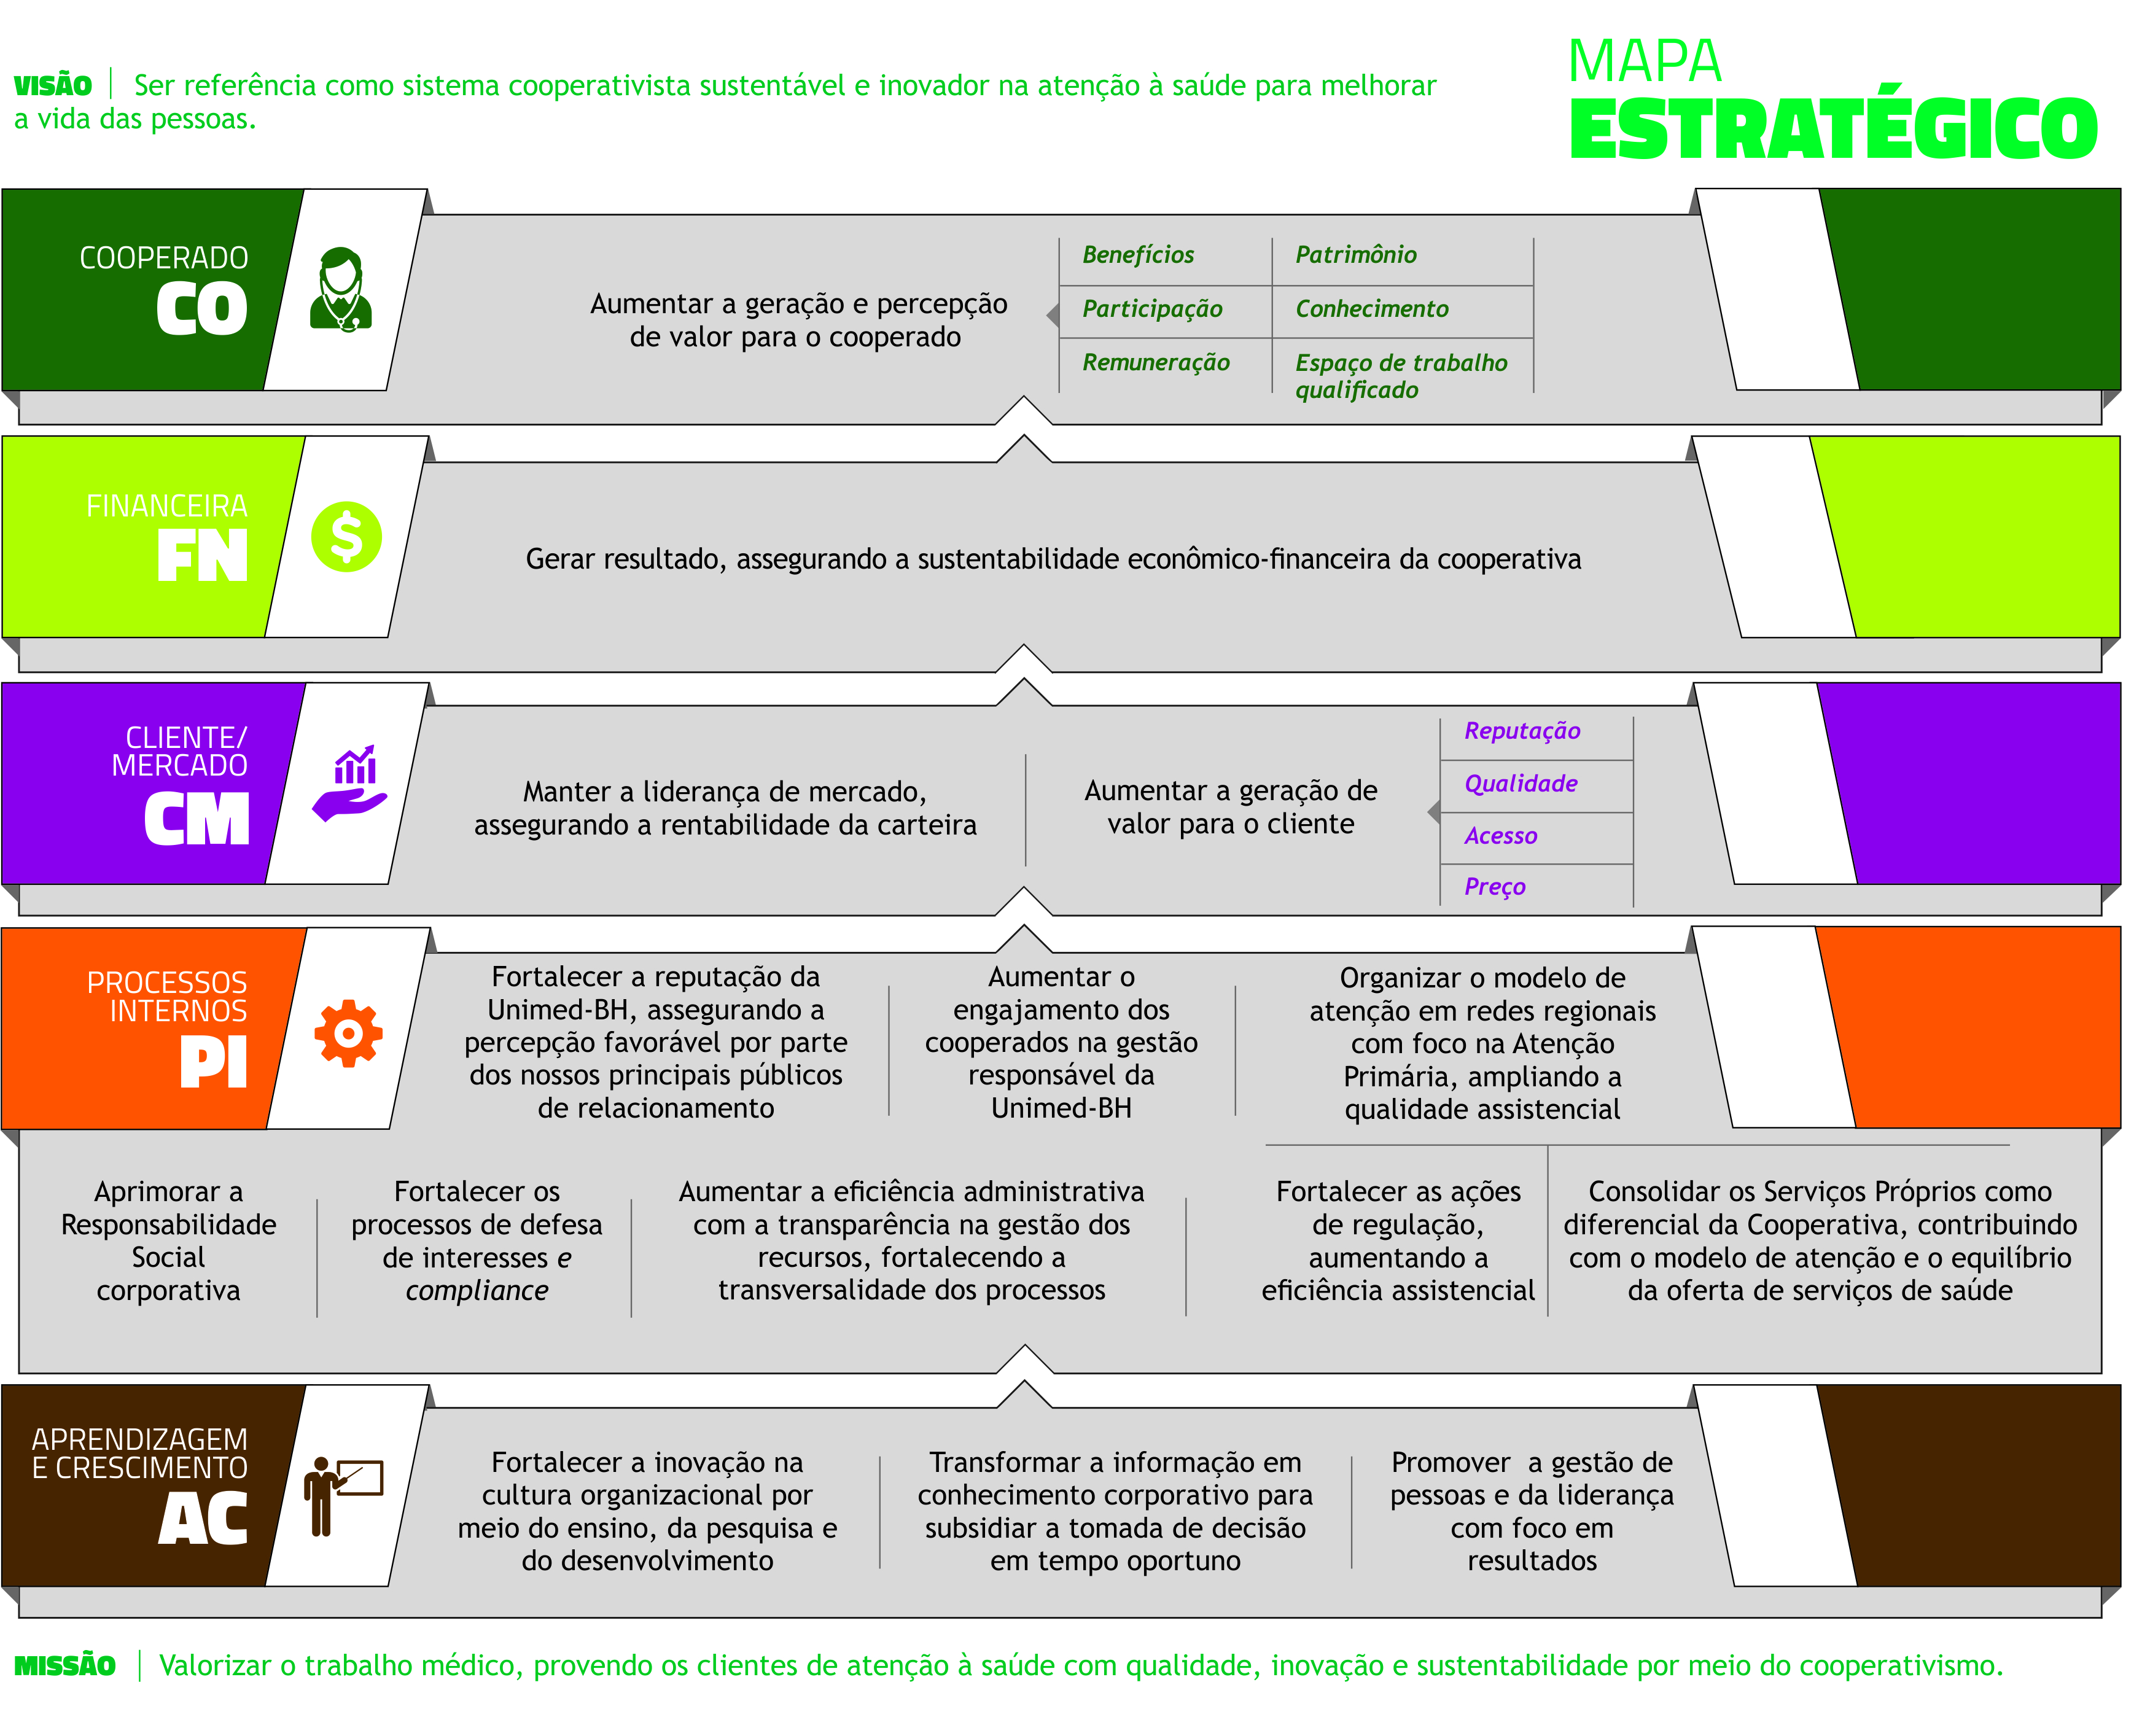 VISÃO | Ser referência como sistema cooperativista sustentável e inovador na atenção à saúde para melhorar
a vida das pessoas.
MAPA
ESTRATÉGICO
COOPERADO
CO
Aumentar a geração e percepção
de valor para o cooperado
Benefícios
Patrimônio
Participação
Conhecimento
Remuneração
Espaço de trabalho
qualificado
FINANCEIRA
FN
Gerar resultado, assegurando a sustentabilidade econômico-financeira da cooperativa
CLIENTE/
MERCADO
CM
Manter a liderança de mercado,
assegurando a rentabilidade da carteira
Aumentar a geração de
valor para o cliente
Reputação
Qualidade
Acesso
Preço
PROCESSOS
INTERNOS
PI
Fortalecer a reputação da
Unimed-BH, assegurando a
percepção favorável por parte
dos nossos principais públicos
de relacionamento
Aumentar o
engajamento dos
cooperados na gestão
responsável da
Unimed-BH
Organizar o modelo de
atenção em redes regionais
com foco na Atenção
Primária, ampliando a
qualidade assistencial
Aprimorar a
Responsabilidade
Social
corporativa
Fortalecer os
processos de defesa
de interesses e
compliance
Aumentar a eficiência administrativa
com a transparência na gestão dos
recursos, fortalecendo a
transversalidade dos processos
Fortalecer as ações
de regulação,
aumentando a
eficiência assistencial
Consolidar os Serviços Próprios como
diferencial da Cooperativa, contribuindo
com o modelo de atenção e o equilíbrio
da oferta de serviços de saúde
APRENDIZAGEM
E CRESCIMENTO
AC
Fortalecer a inovação na
cultura organizacional por
meio do ensino, da pesquisa e
do desenvolvimento
Transformar a informação em
conhecimento corporativo para
subsidiar a tomada de decisão
em tempo oportuno
Promover a gestão de
pessoas e da liderança
com foco em
resultados
MISSÃO | Valorizar o trabalho médico, provendo os clientes de atenção à saúde com qualidade, inovação e sustentabilidade por meio do cooperativismo.